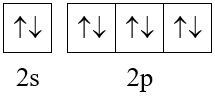 ↑↓ ↑↓ ↑↓ ↑↓
2s 2p